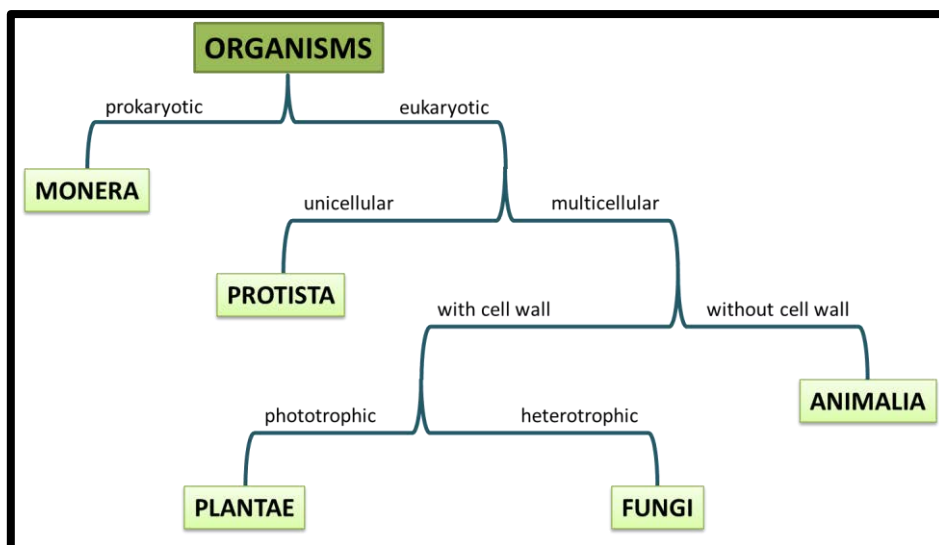 ORGANISMS
prokaryotic
eukaryotic
MONERA
unicellular
multicellular
PROTISTA
with cell wall
without cell wall
ANIMALIA
phototrophic
heterotrophic
PLANTAE
FUNGI